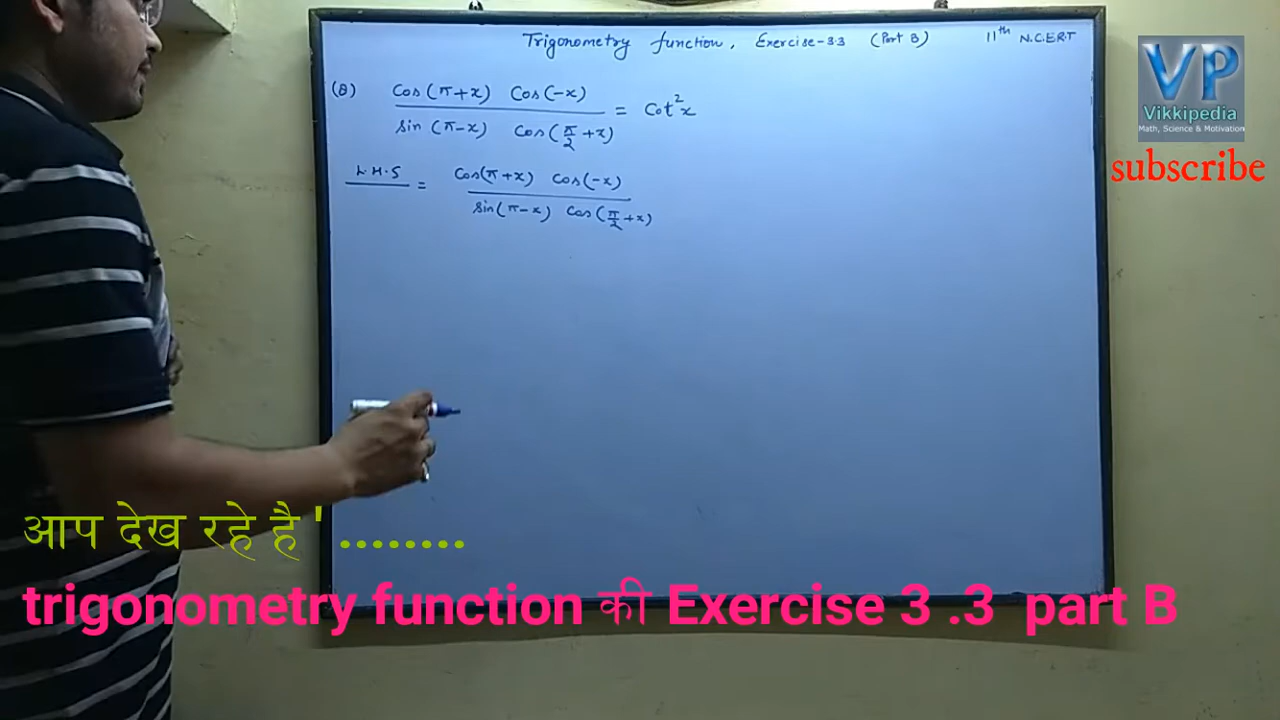 Trigonometry function, Exercise-3.3 (Part B) 11th N.C.E.R.T
(8) Cos(π+x) Cos(-x)
sin (π-x) Cos(π/2+x) = Cot²x
L.H.S = Cos(π+x) Cos(-x)
sin(π-x) Cos(π/2+x)
VP
Vikkipedia
Math, Science & Motivation
subscribe
आप देख रहे है '........
trigonometry function की Exercise 3 .3 part B